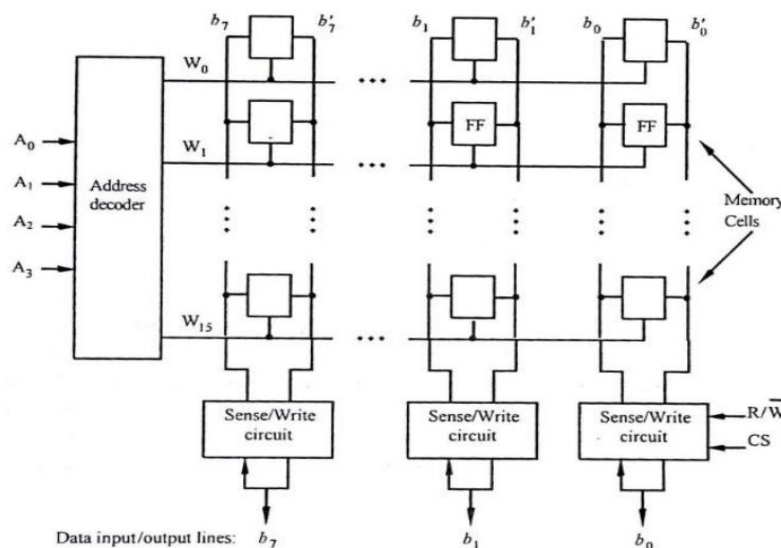 b7 b′7 b1 b′1 b0 b′0
W0 ••• •••
FF FF
A0 W1 ••• •••
A1 Address
decoder
A2
A3
Memory
Cells
W15 ••• •••
Sense/Write
circuit
Sense/Write
circuit
Sense/Write
circuit
R/W̅
CS
Data input/output lines: b7 b1 b0